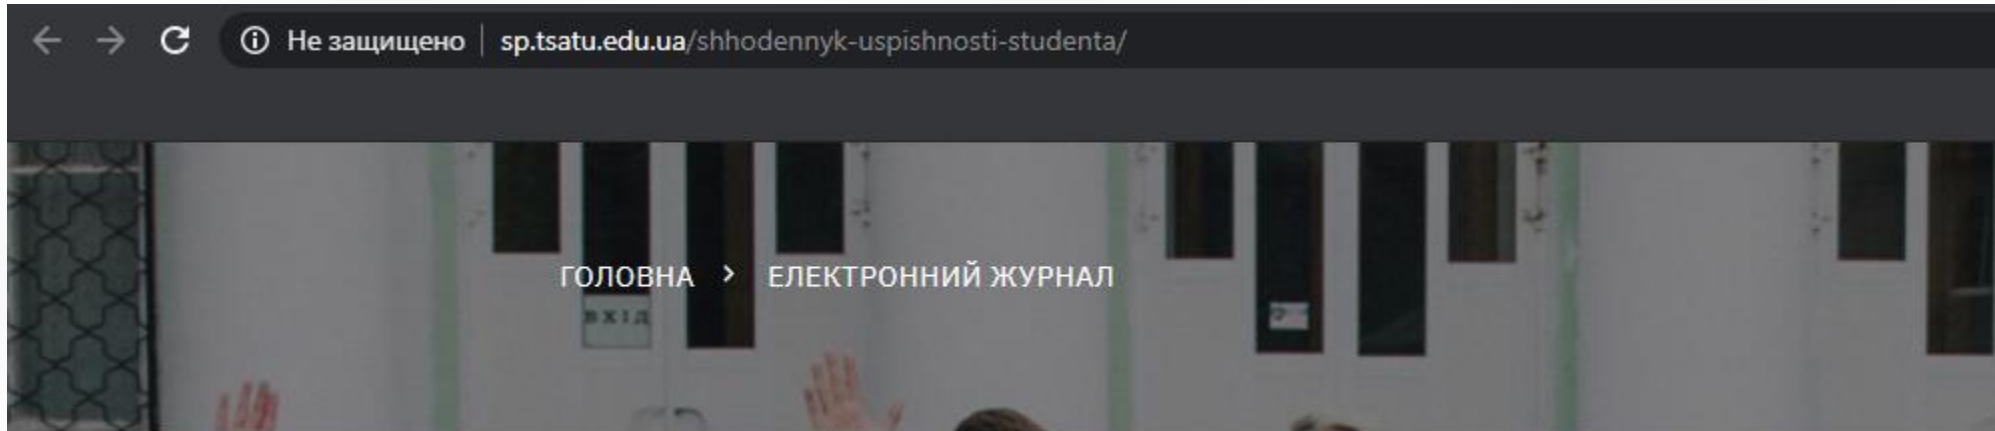 Не защищено | sp.tsatu.edu.ua/shhodennyk-uspishnosti-studenta/
ГОЛОВНА > ЕЛЕКТРОННИЙ ЖУРНАЛ
ВХІД